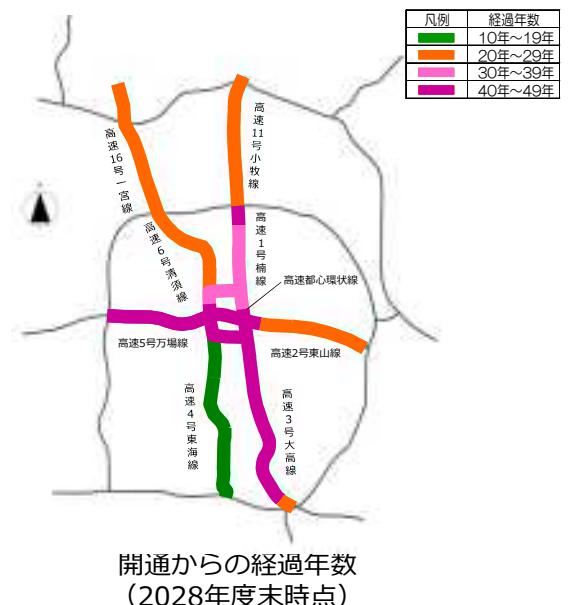 凡例 経過年数
10年～19年
20年～29年
30年～39年
40年～49年
高速16号一宮線
高速11号小牧線
高速6号清須線
高速1号楠線
高速都心環状線
高速5号万場線
高速2号東山線
高速4号東海線
高速3号大高線
開通からの経過年数
（2028年度末時点）